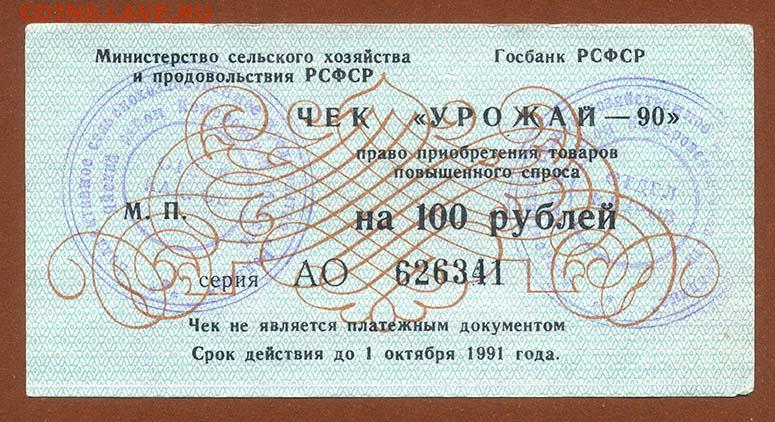 COINS.LAVE.RU
Министерство сельского хозяйства
и продовольствия РСФСР
Госбанк РСФСР
ЧЕК «УРОЖАЙ—90»
право приобретения товаров
повышенного спроса
М. П.
на 100 рублей
серия АО 626341
Чек не является платежным документом
Срок действия до 1 октября 1991 года.